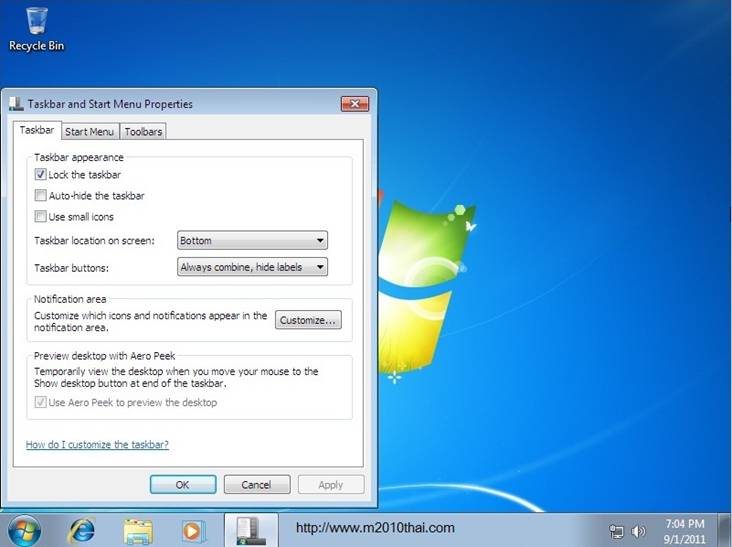 Recycle Bin
Taskbar and Start Menu Properties
Taskbar
Start Menu
Toolbars
Taskbar appearance
Lock the taskbar
Auto-hide the taskbar
Use small icons
Taskbar location on screen:
Bottom
Taskbar buttons:
Always combine, hide labels
Notification area
Customize which icons and notifications appear in the
notification area.
Customize...
Preview desktop with Aero Peek
Temporarily view the desktop when you move your mouse to the
Show desktop button at end of the taskbar.
Use Aero Peek to preview the desktop
How do I customize the taskbar?
OK
Cancel
Apply
http://www.m2010thai.com
7:04 PM
9/1/2011